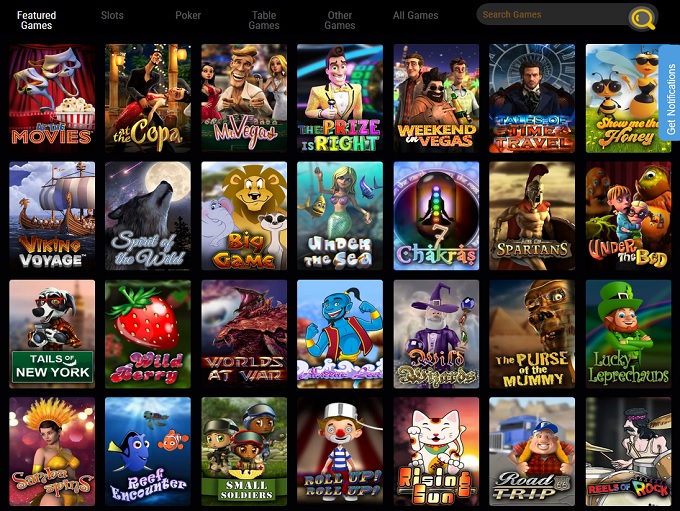 Featured
Games
Slots
Poker
Table
Games
Other
Games
All Games
Search Games
Get Notifications
AT THE
MOVIES
At the
Copa
Mr. Vegas
THE PRIZE
IS RIGHT
WEEKEND
in VEGAS
TALES OF
TIME
TRAVEL
Show me the
Honey
VIKING
VOYAGE™
Spirit of
the Wild
Big
Game
UNDER
THE SEA
7
Chakras
AGE OF
SPARTANS
UNDER
THE BED
TAILS OF
NEW YORK
Wild
Berry
WORLDS
AT WAR
Wild
Wizards
THE PURSE
OF THE
MUMMY
Lucky
Leprechauns
Samba
Spins
Reef
Encounter
SMALL
SOLDIERS
ROLL UP!
ROLL UP!
Rising
Sun
Road
TRIP
REELS OF ROCK